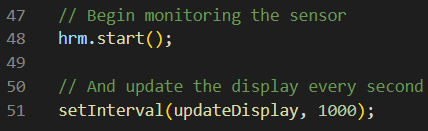 47 // Begin monitoring the sensor
48 hrm.start();
49
50 // And update the display every second
51 setInterval(updateDisplay, 1000);